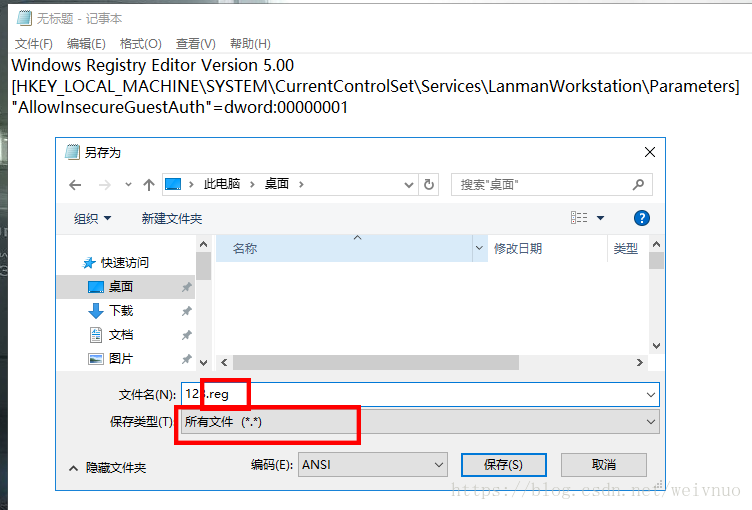 无标题 - 记事本
文件(F) 编辑(E) 格式(O) 查看(V) 帮助(H)
Windows Registry Editor Version 5.00
[HKEY_LOCAL_MACHINE\SYSTEM\CurrentControlSet\Services\LanmanWorkstation\Parameters]
"AllowInsecureGuestAuth"=dword:00000001
另存为
此电脑 桌面
搜索"桌面"
组织 新建文件夹
名称 修改日期 类型
快速访问
桌面
下载
文档
图片
文件名(N): 123.reg
保存类型(T): 所有文件 (*.*)
隐藏文件夹 编码(E): ANSI 保存(S) 取消
https://blog.csdn.net/weivnuo